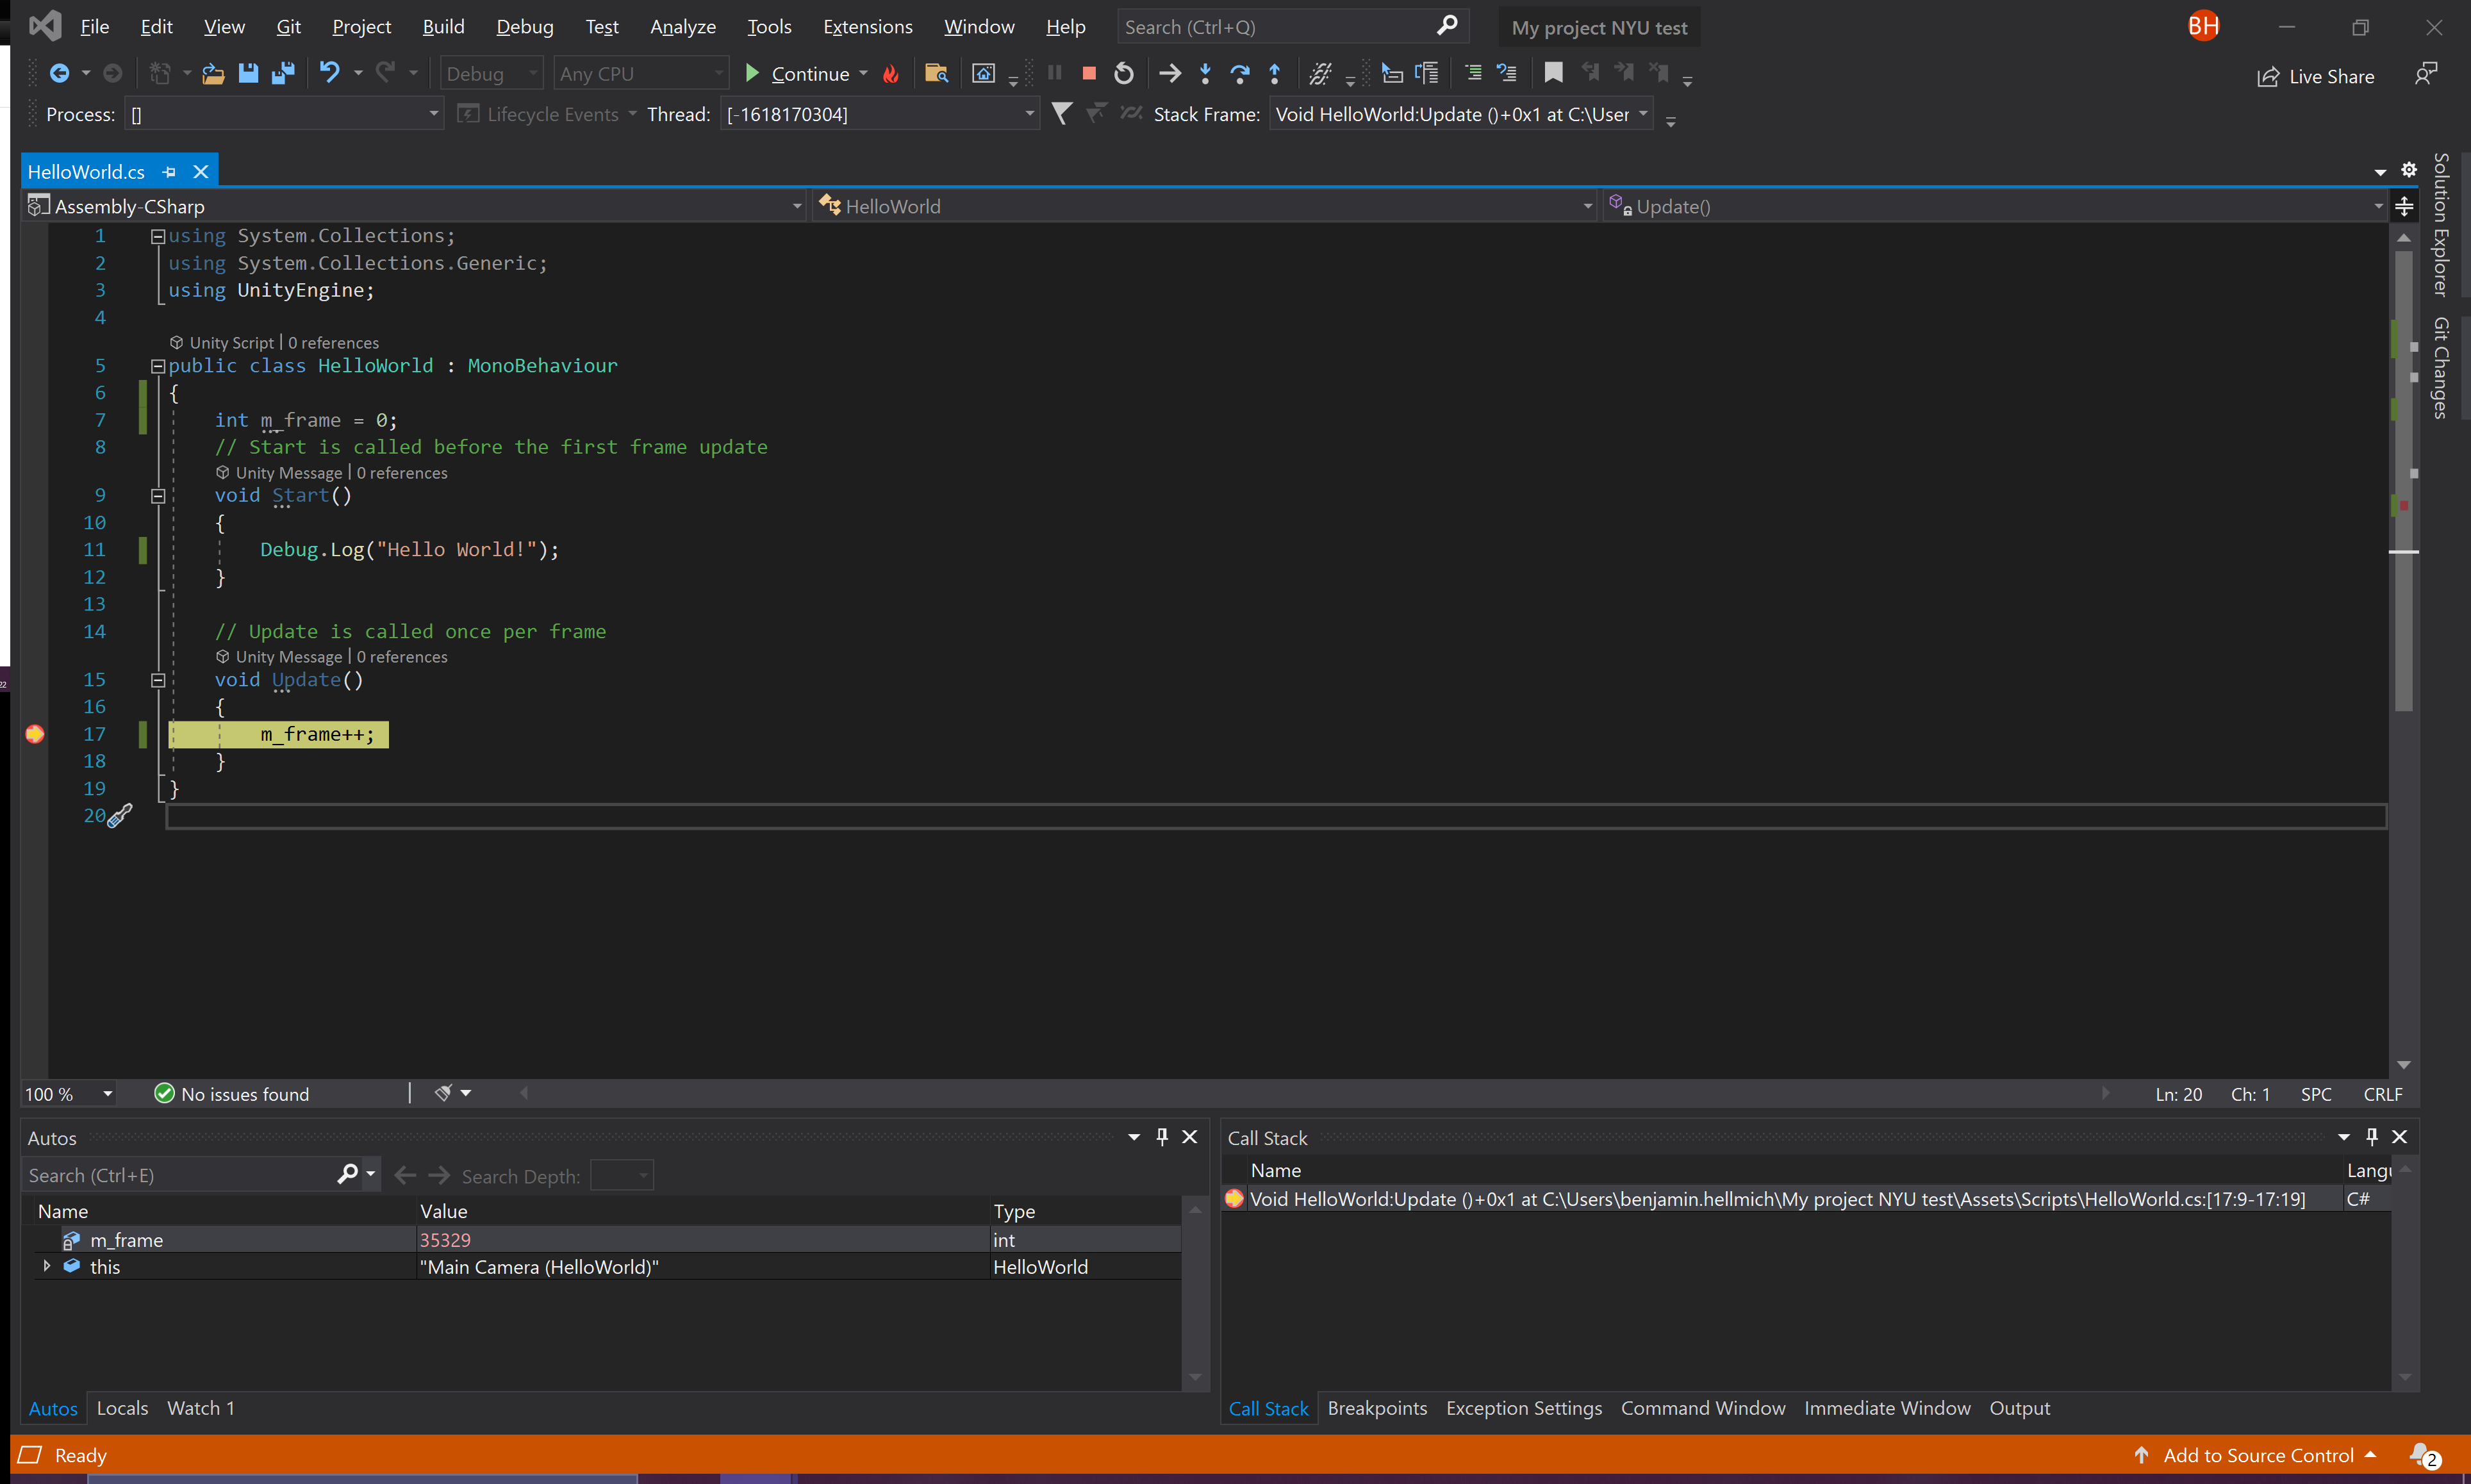 File Edit View Git Project Build Debug Test Analyze Tools Extensions Window Help Search (Ctrl+Q) My project NYU test BH
Debug Any CPU Continue Live Share
Process: [] Lifecycle Events Thread: [-1618170304] Stack Frame: Void HelloWorld:Update ()+0x1 at C:\User
HelloWorld.cs
Assembly-CSharp HelloWorld Update()
Solution Explorer
Git Changes
1 using System.Collections;
2 using System.Collections.Generic;
3 using UnityEngine;
4
Unity Script | 0 references
5 public class HelloWorld : MonoBehaviour
6 {
7 int m_frame = 0;
8 // Start is called before the first frame update
Unity Message | 0 references
9 void Start()
10 {
11 Debug.Log("Hello World!");
12 }
13
14 // Update is called once per frame
Unity Message | 0 references
15 void Update()
16 {
17 m_frame++;
18 }
19 }
20
22
100 % No issues found Ln: 20 Ch: 1 SPC CRLF
Autos
Search (Ctrl+E) Search Depth:
Name Value Type
m_frame 35329 int
this "Main Camera (HelloWorld)" HelloWorld
Autos Locals Watch 1
Call Stack
Name Langu
Void HelloWorld:Update ()+0x1 at C:\Users\benjamin.hellmich\My project NYU test\Assets\Scripts\HelloWorld.cs:[17:9-17:19] C#
Call Stack Breakpoints Exception Settings Command Window Immediate Window Output
Ready Add to Source Control 2